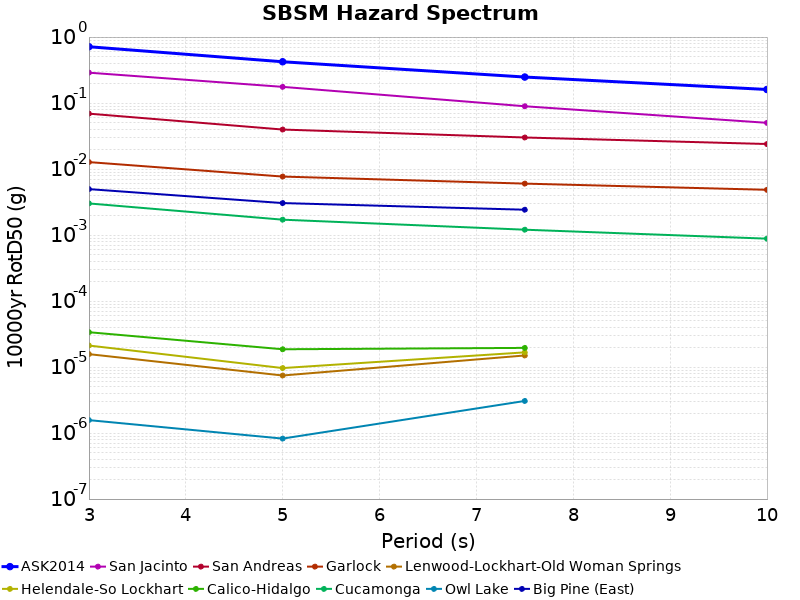 SBSM Hazard Spectrum
10000yr RotD50 (g)
10^0
10^-1
10^-2
10^-3
10^-4
10^-5
10^-6
10^-7
3 4 5 6 7 8 9 10
Period (s)
ASK2014 San Jacinto San Andreas Garlock Lenwood-Lockhart-Old Woman Springs
Helendale-So Lockhart Calico-Hidalgo Cucamonga Owl Lake Big Pine (East)